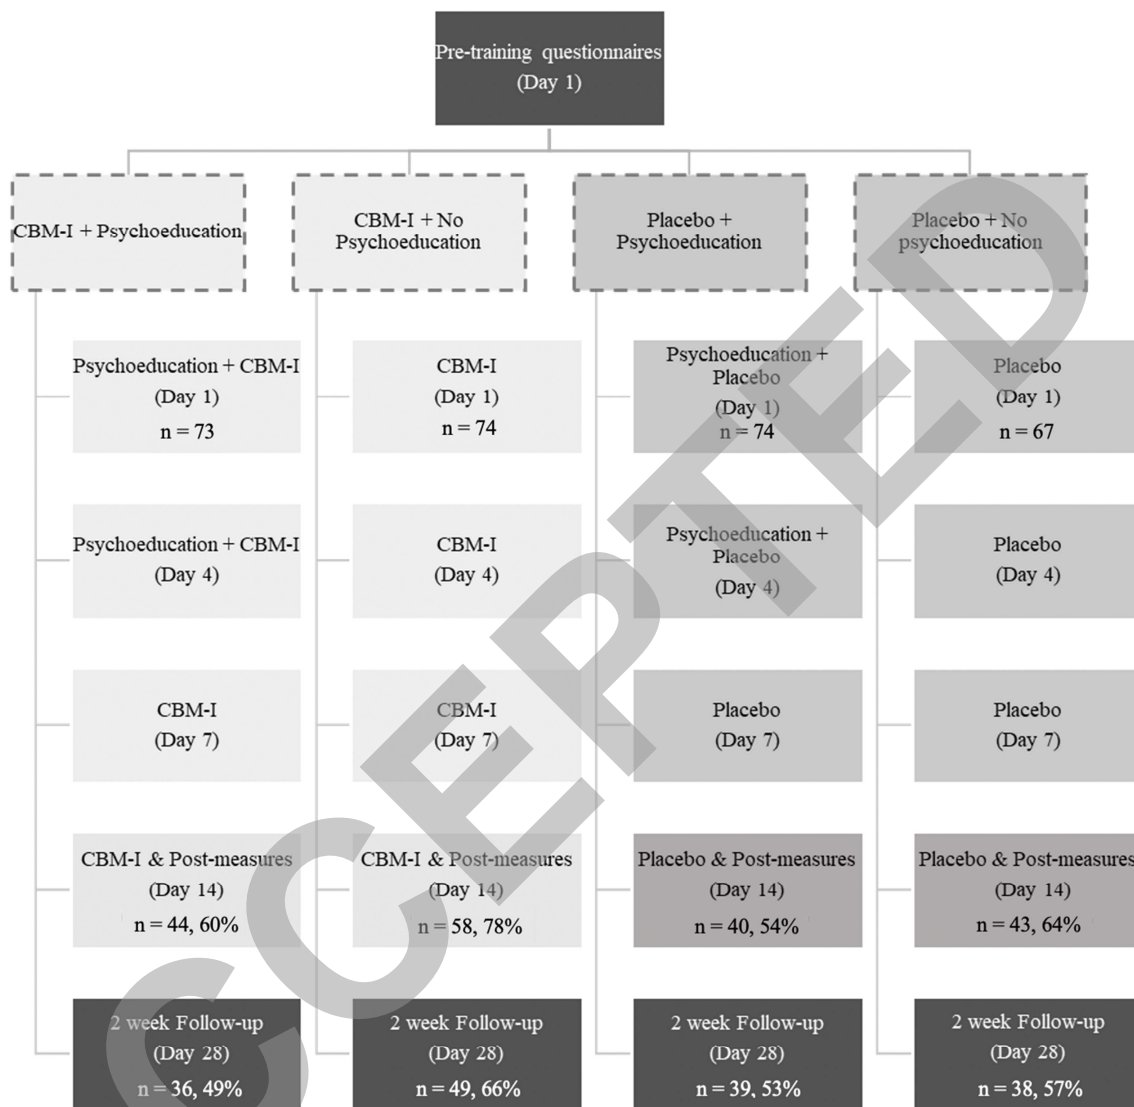 Pre-training questionnaires
(Day 1)
CBM-I + Psychoeducation
CBM-I + No
Psychoeducation
Placebo +
Psychoeducation
Placebo + No
psychoeducation
Psychoeducation + CBM-I
(Day 1)
n = 73
CBM-I
(Day 1)
n = 74
Psychoeducation +
Placebo
(Day 1)
n = 74
Placebo
(Day 1)
n = 67
Psychoeducation + CBM-I
(Day 4)
CBM-I
(Day 4)
Psychoeducation +
Placebo
(Day 4)
Placebo
(Day 4)
CBM-I
(Day 7)
CBM-I
(Day 7)
Placebo
(Day 7)
Placebo
(Day 7)
CBM-I & Post-measures
(Day 14)
n = 44, 60%
CBM-I & Post-measures
(Day 14)
n = 58, 78%
Placebo & Post-measures
(Day 14)
n = 40, 54%
Placebo & Post-measures
(Day 14)
n = 43, 64%
2 week Follow-up
(Day 28)
n = 36, 49%
2 week Follow-up
(Day 28)
n = 49, 66%
2 week Follow-up
(Day 28)
n = 39, 53%
2 week Follow-up
(Day 28)
n = 38, 57%
CCEPTED